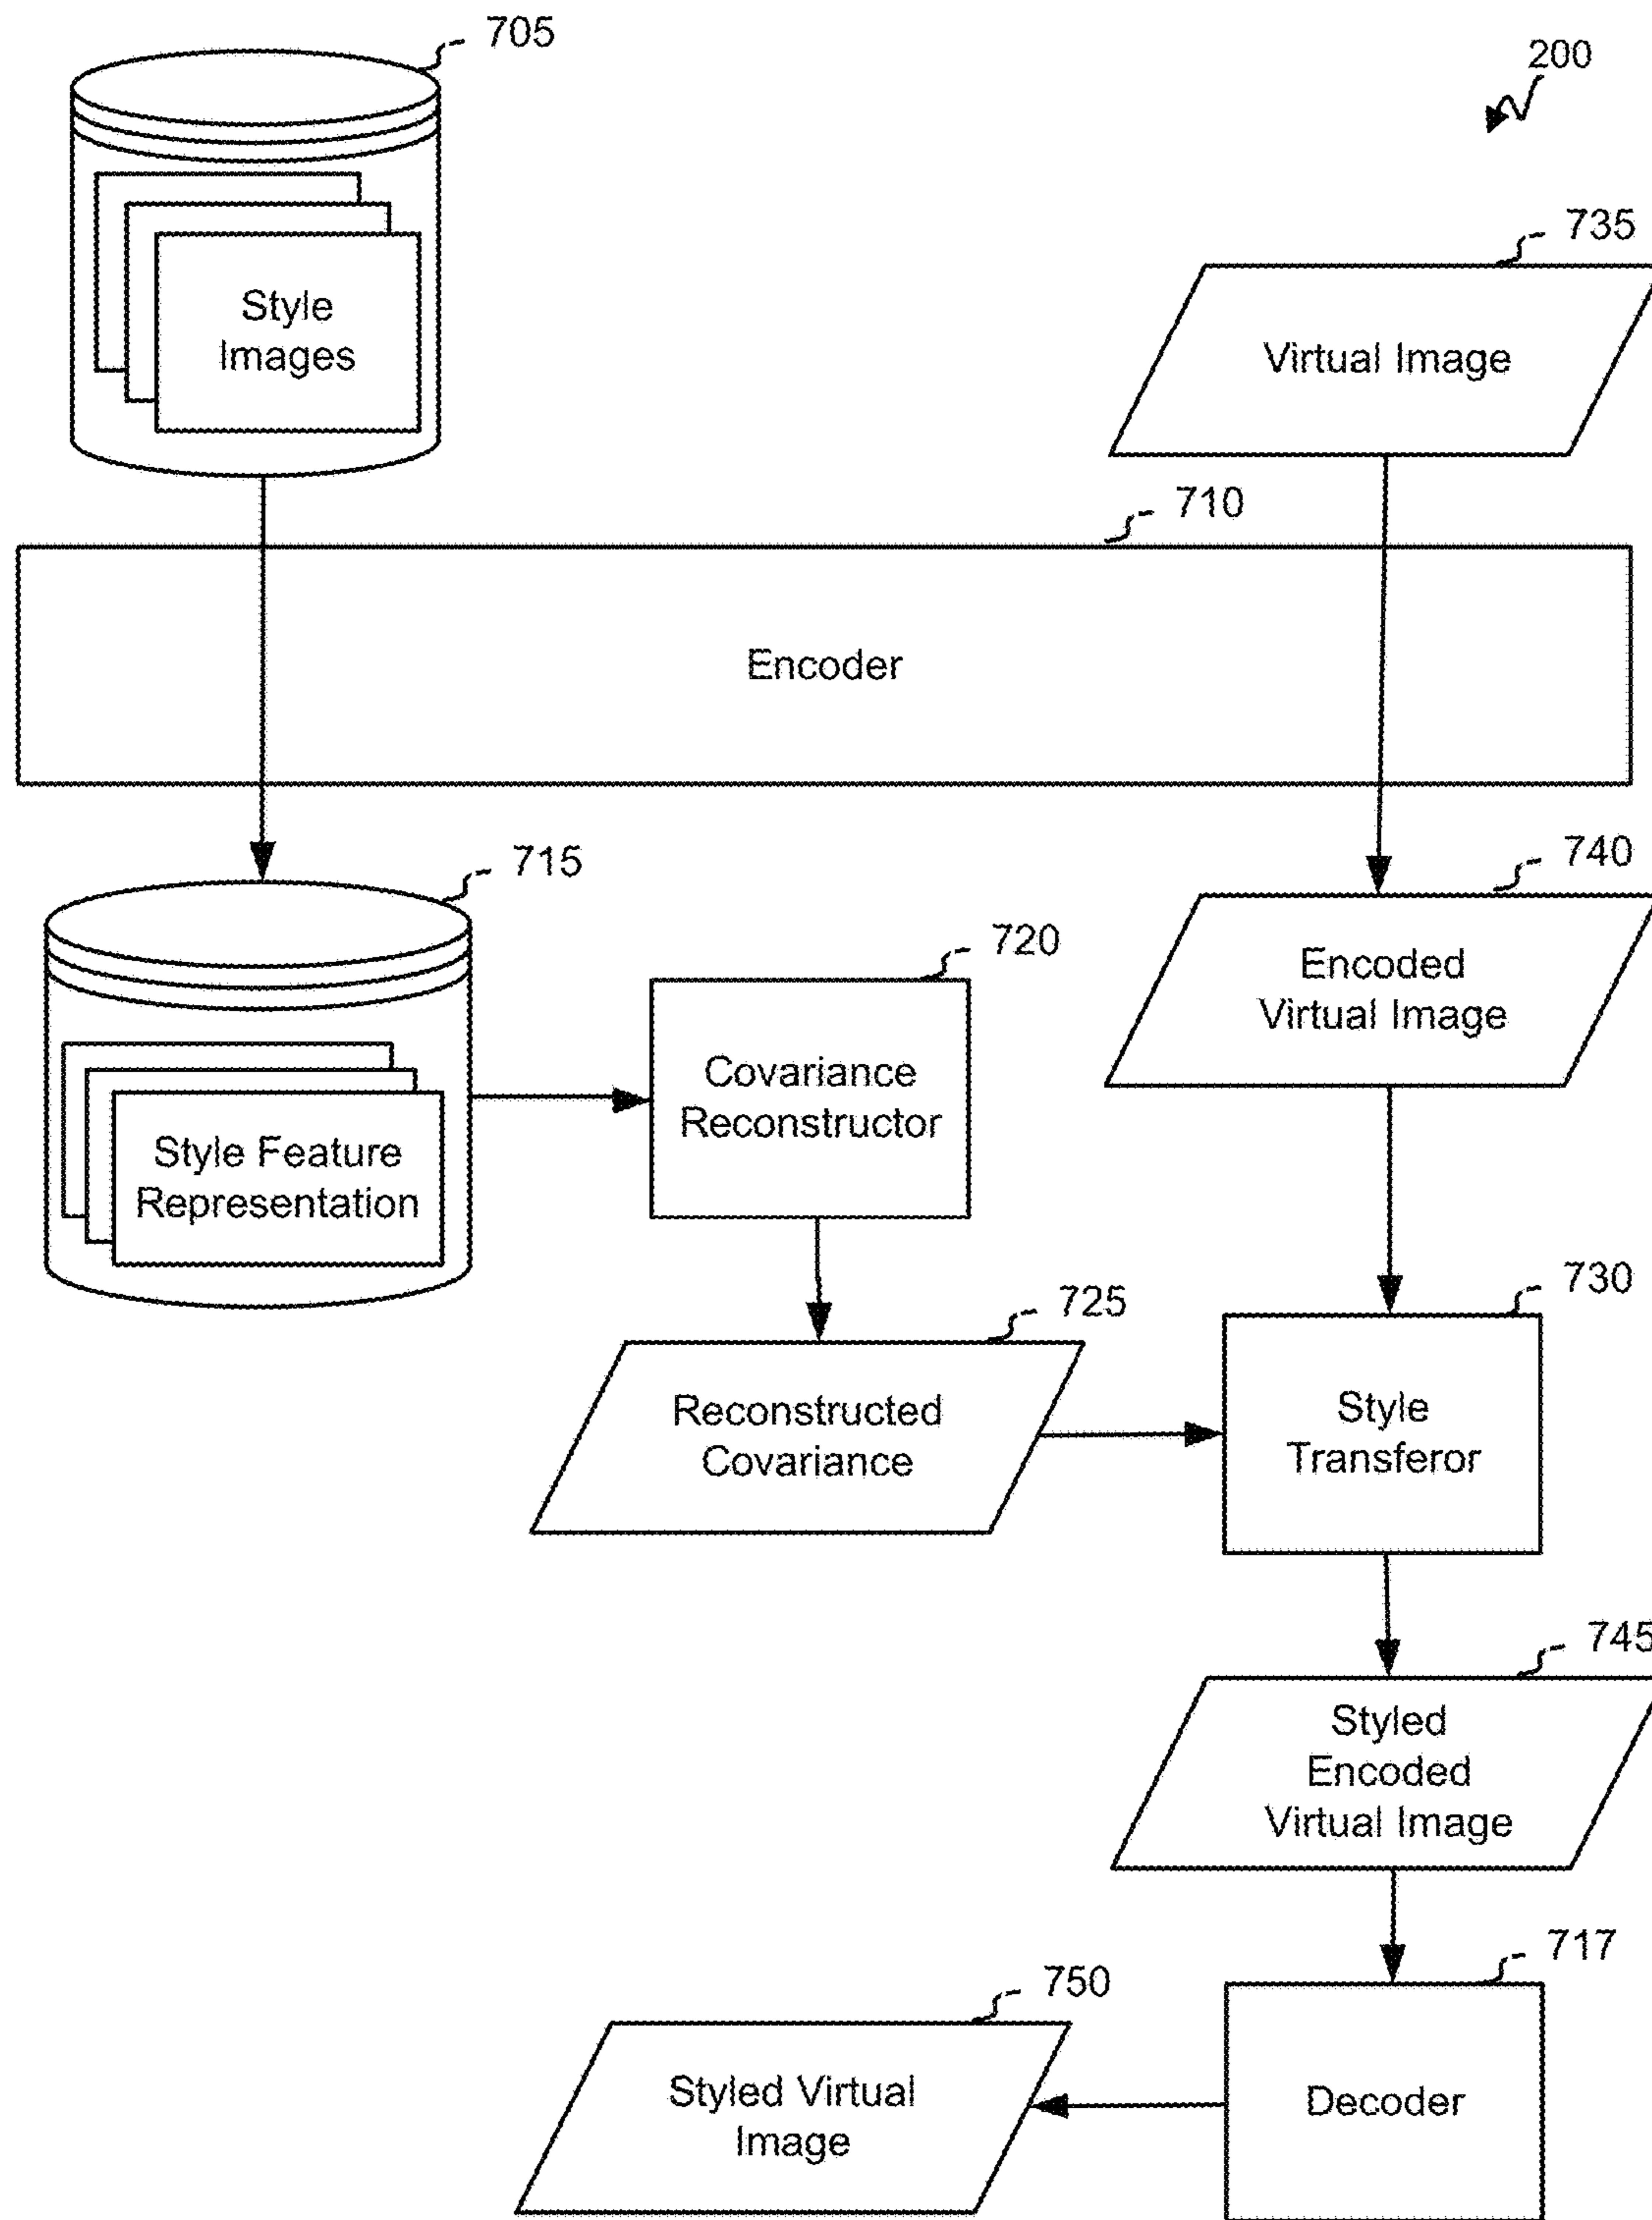 705
200
Style
Images
735
Virtual Image
710
Encoder
715
Style Feature
Representation
720
Covariance
Reconstructor
740
Encoded
Virtual Image
725
Reconstructed
Covariance
730
Style
Transferor
745
Styled
Encoded
Virtual Image
717
Decoder
750
Styled Virtual
Image